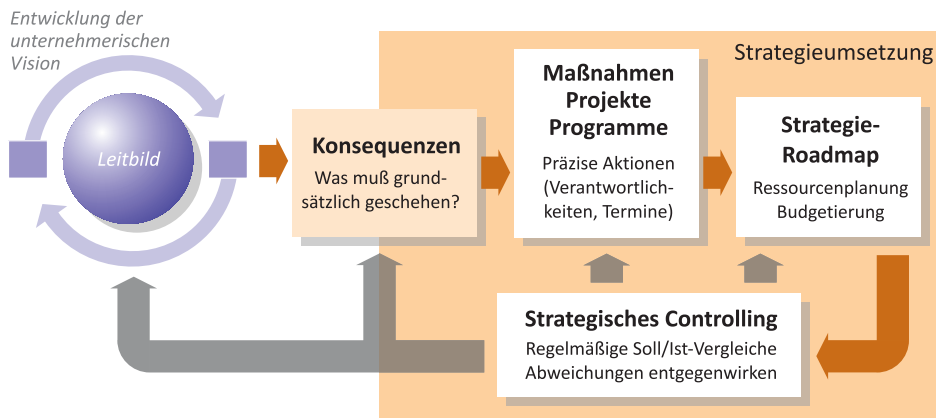 Entwicklung der
unternehmerischen
Vision
Leitbild
Strategieumsetzung
Konsequenzen
Was muß grund-
sätzlich geschehen?
Maßnahmen
Projekte
Programme
Präzise Aktionen
(Verantwortlich-
keiten, Termine)
Strategie-
Roadmap
Ressourcenplanung
Budgetierung
Strategisches Controlling
Regelmäßige Soll/Ist-Vergleiche
Abweichungen entgegenwirken